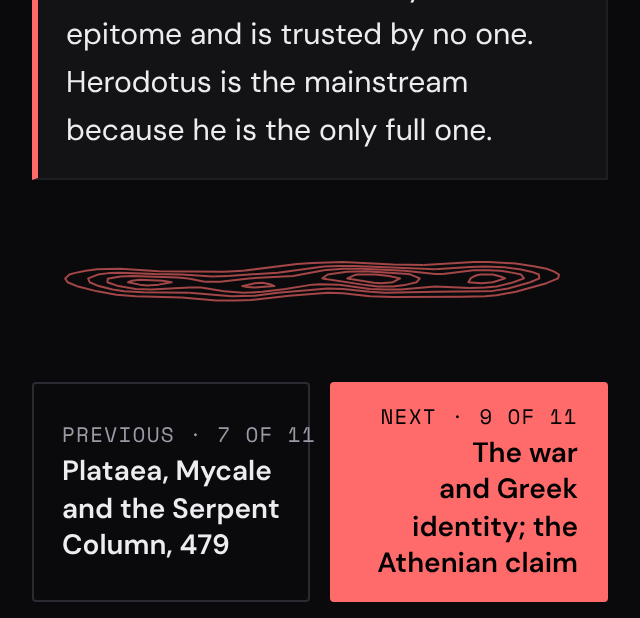 epitome and is trusted by no one.
Herodotus is the mainstream
because he is the only full one.
PREVIOUS · 7 OF 11
Plataea, Mycale
and the Serpent
Column, 479
NEXT · 9 OF 11
The war
and Greek
identity; the
Athenian claim